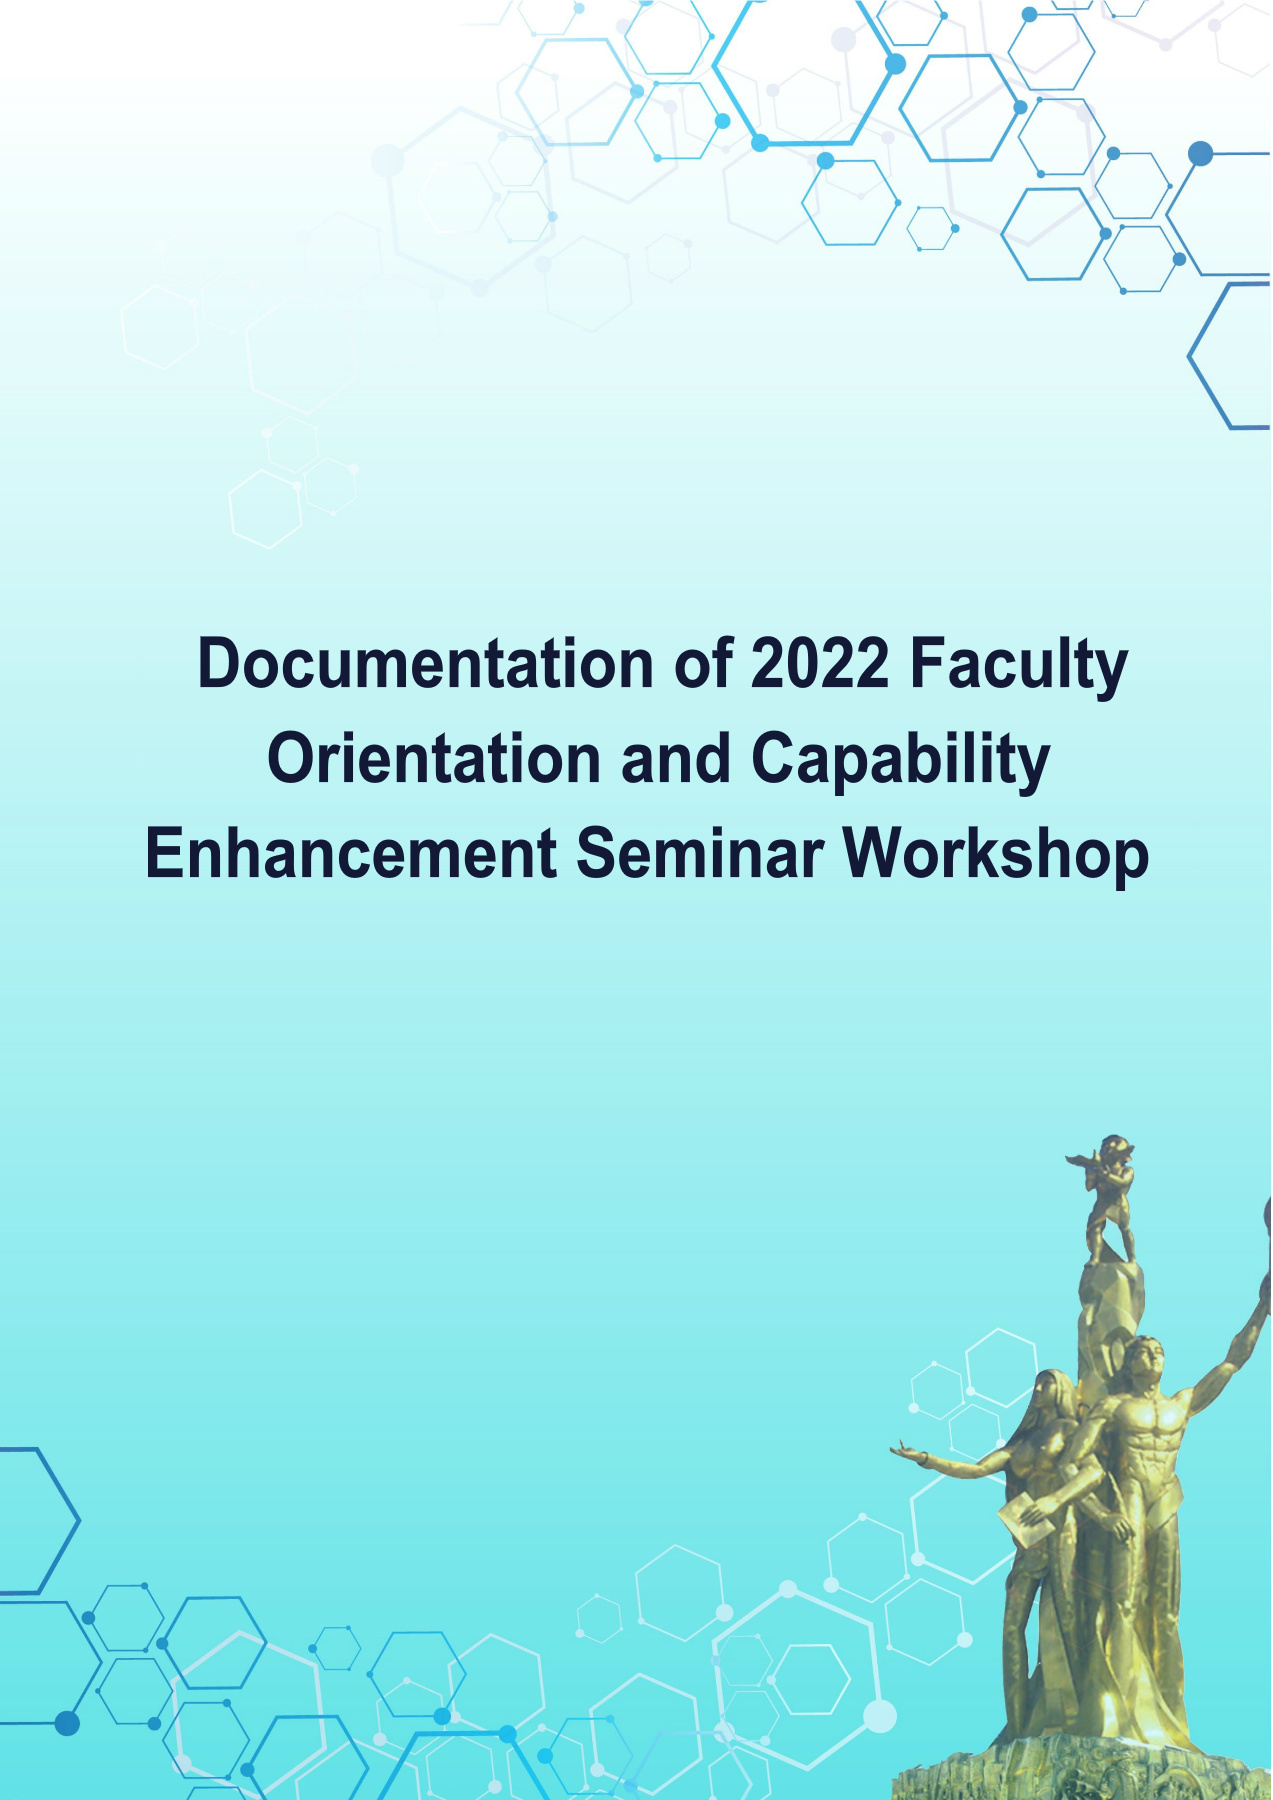 Documentation of 2022 Faculty
Orientation and Capability
Enhancement Seminar Workshop